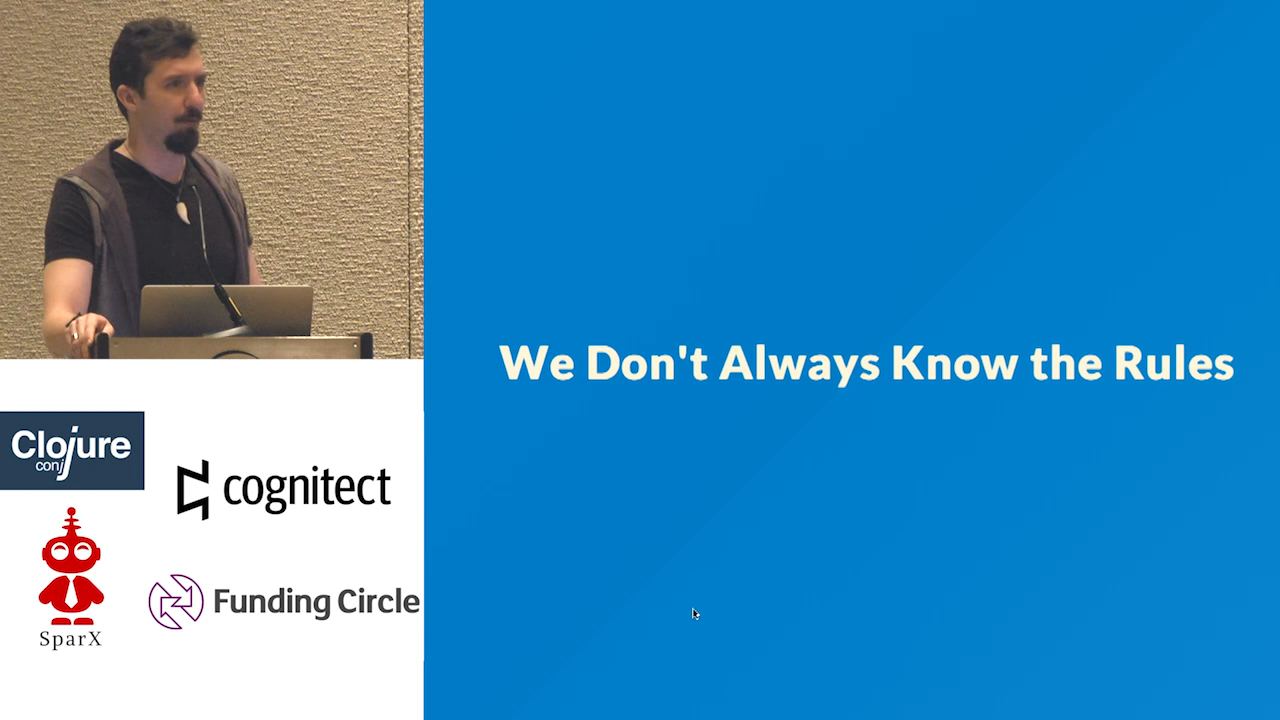 We Don't Always Know the Rules
Clojure
conj
cognitect
SparX
Funding Circle